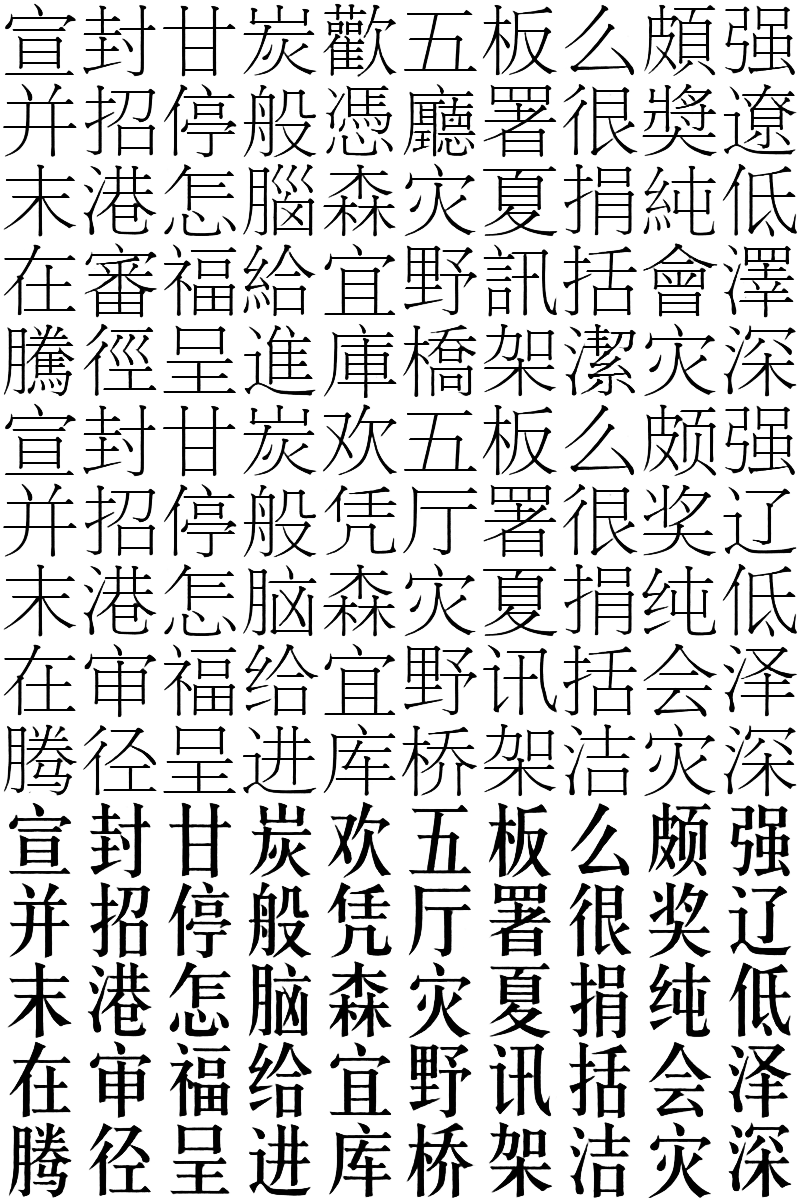 宣封甘炭歡五板么頗强
并招停般憑廳署很獎遼
末港怎腦森灾夏捐純低
在審福給宜野訊括會澤
騰徑呈進庫橋架潔灾深
宣封甘炭欢五板么颇强
并招停般凭厅署很奖辽
末港怎脑森灾夏捐纯低
在审福给宜野讯括会泽
腾径呈进库桥架洁灾深
宣封甘炭欢五板么颇强
并招停般凭厅署很奖辽
末港怎脑森灾夏捐纯低
在审福给宜野讯括会泽
腾径呈进库桥架洁灾深